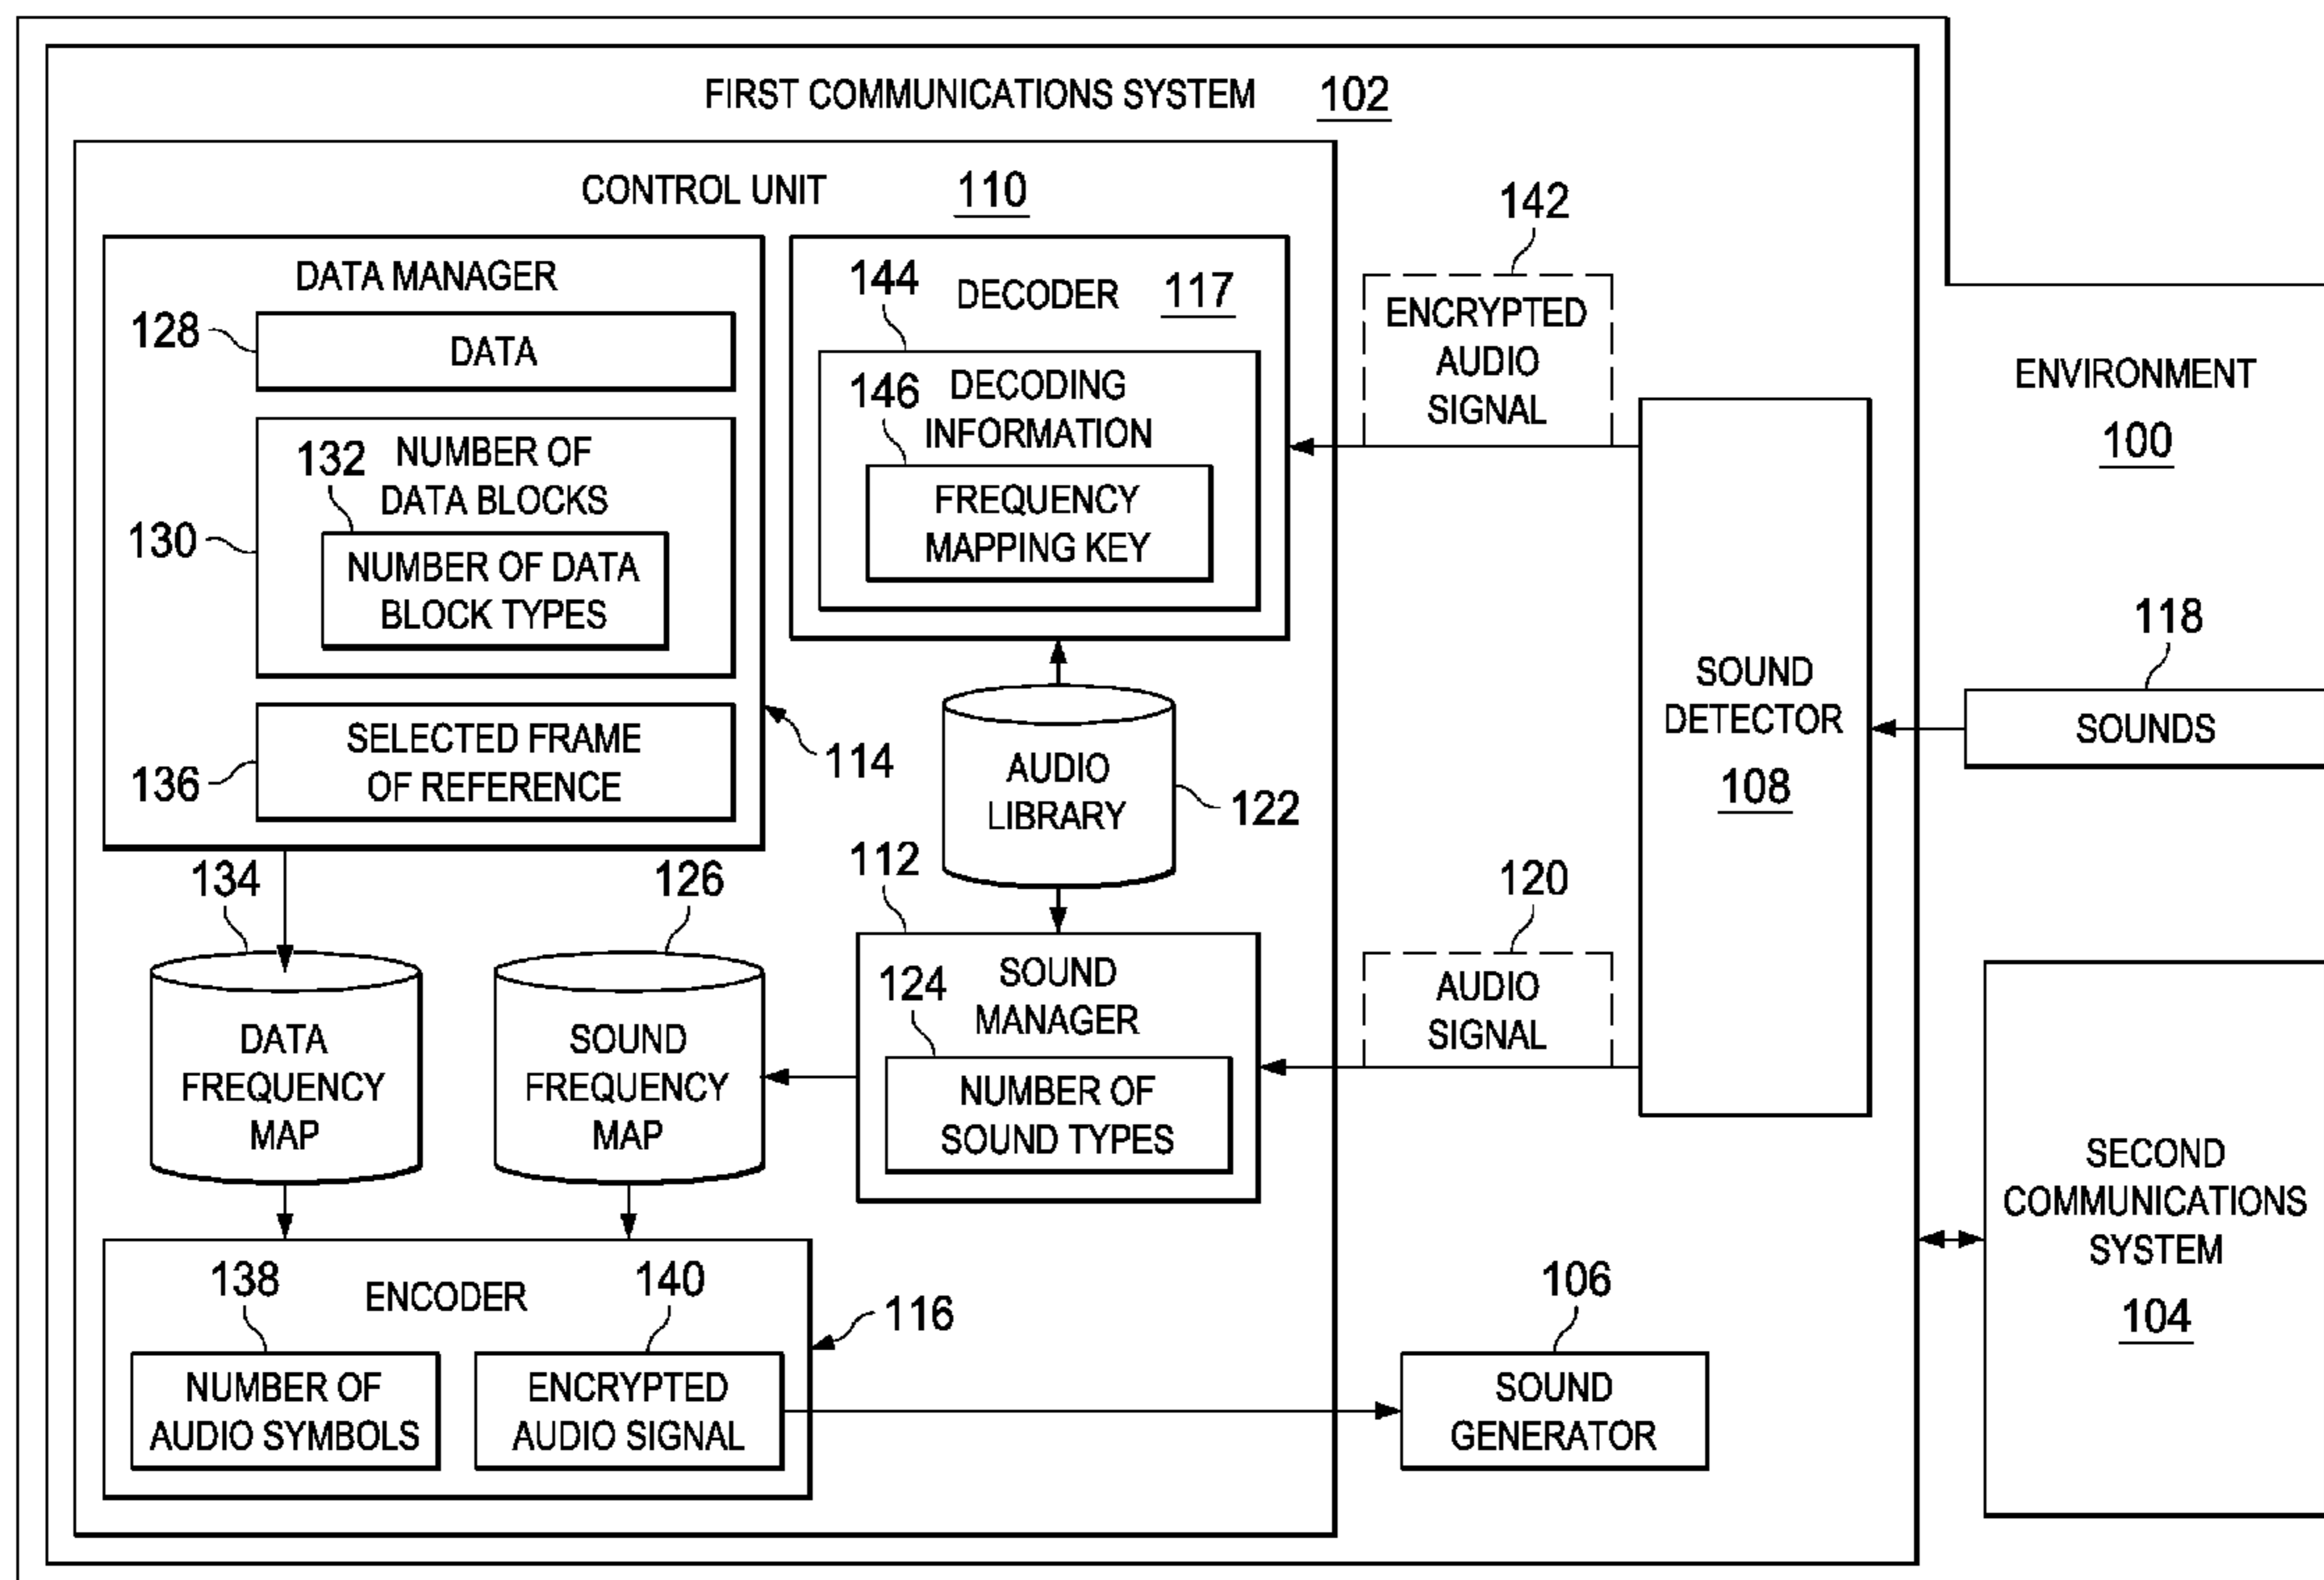 FIRST COMMUNICATIONS SYSTEM 102
CONTROL UNIT 110
DATA MANAGER
128
DATA
132
NUMBER OF
DATA BLOCKS
130
NUMBER OF DATA
BLOCK TYPES
136
SELECTED FRAME
OF REFERENCE
114
144
DECODER 117
146
DECODING
INFORMATION
FREQUENCY
MAPPING KEY
142
ENCRYPTED
AUDIO
SIGNAL
ENVIRONMENT
100
SOUND
DETECTOR
108
118
SOUNDS
AUDIO
LIBRARY
122
134
DATA
FREQUENCY
MAP
126
SOUND
FREQUENCY
MAP
112
SOUND
MANAGER
124
NUMBER OF
SOUND TYPES
120
AUDIO
SIGNAL
SECOND
COMMUNICATIONS
SYSTEM
104
ENCODER
116
138
NUMBER OF
AUDIO SYMBOLS
140
ENCRYPTED
AUDIO SIGNAL
106
SOUND
GENERATOR